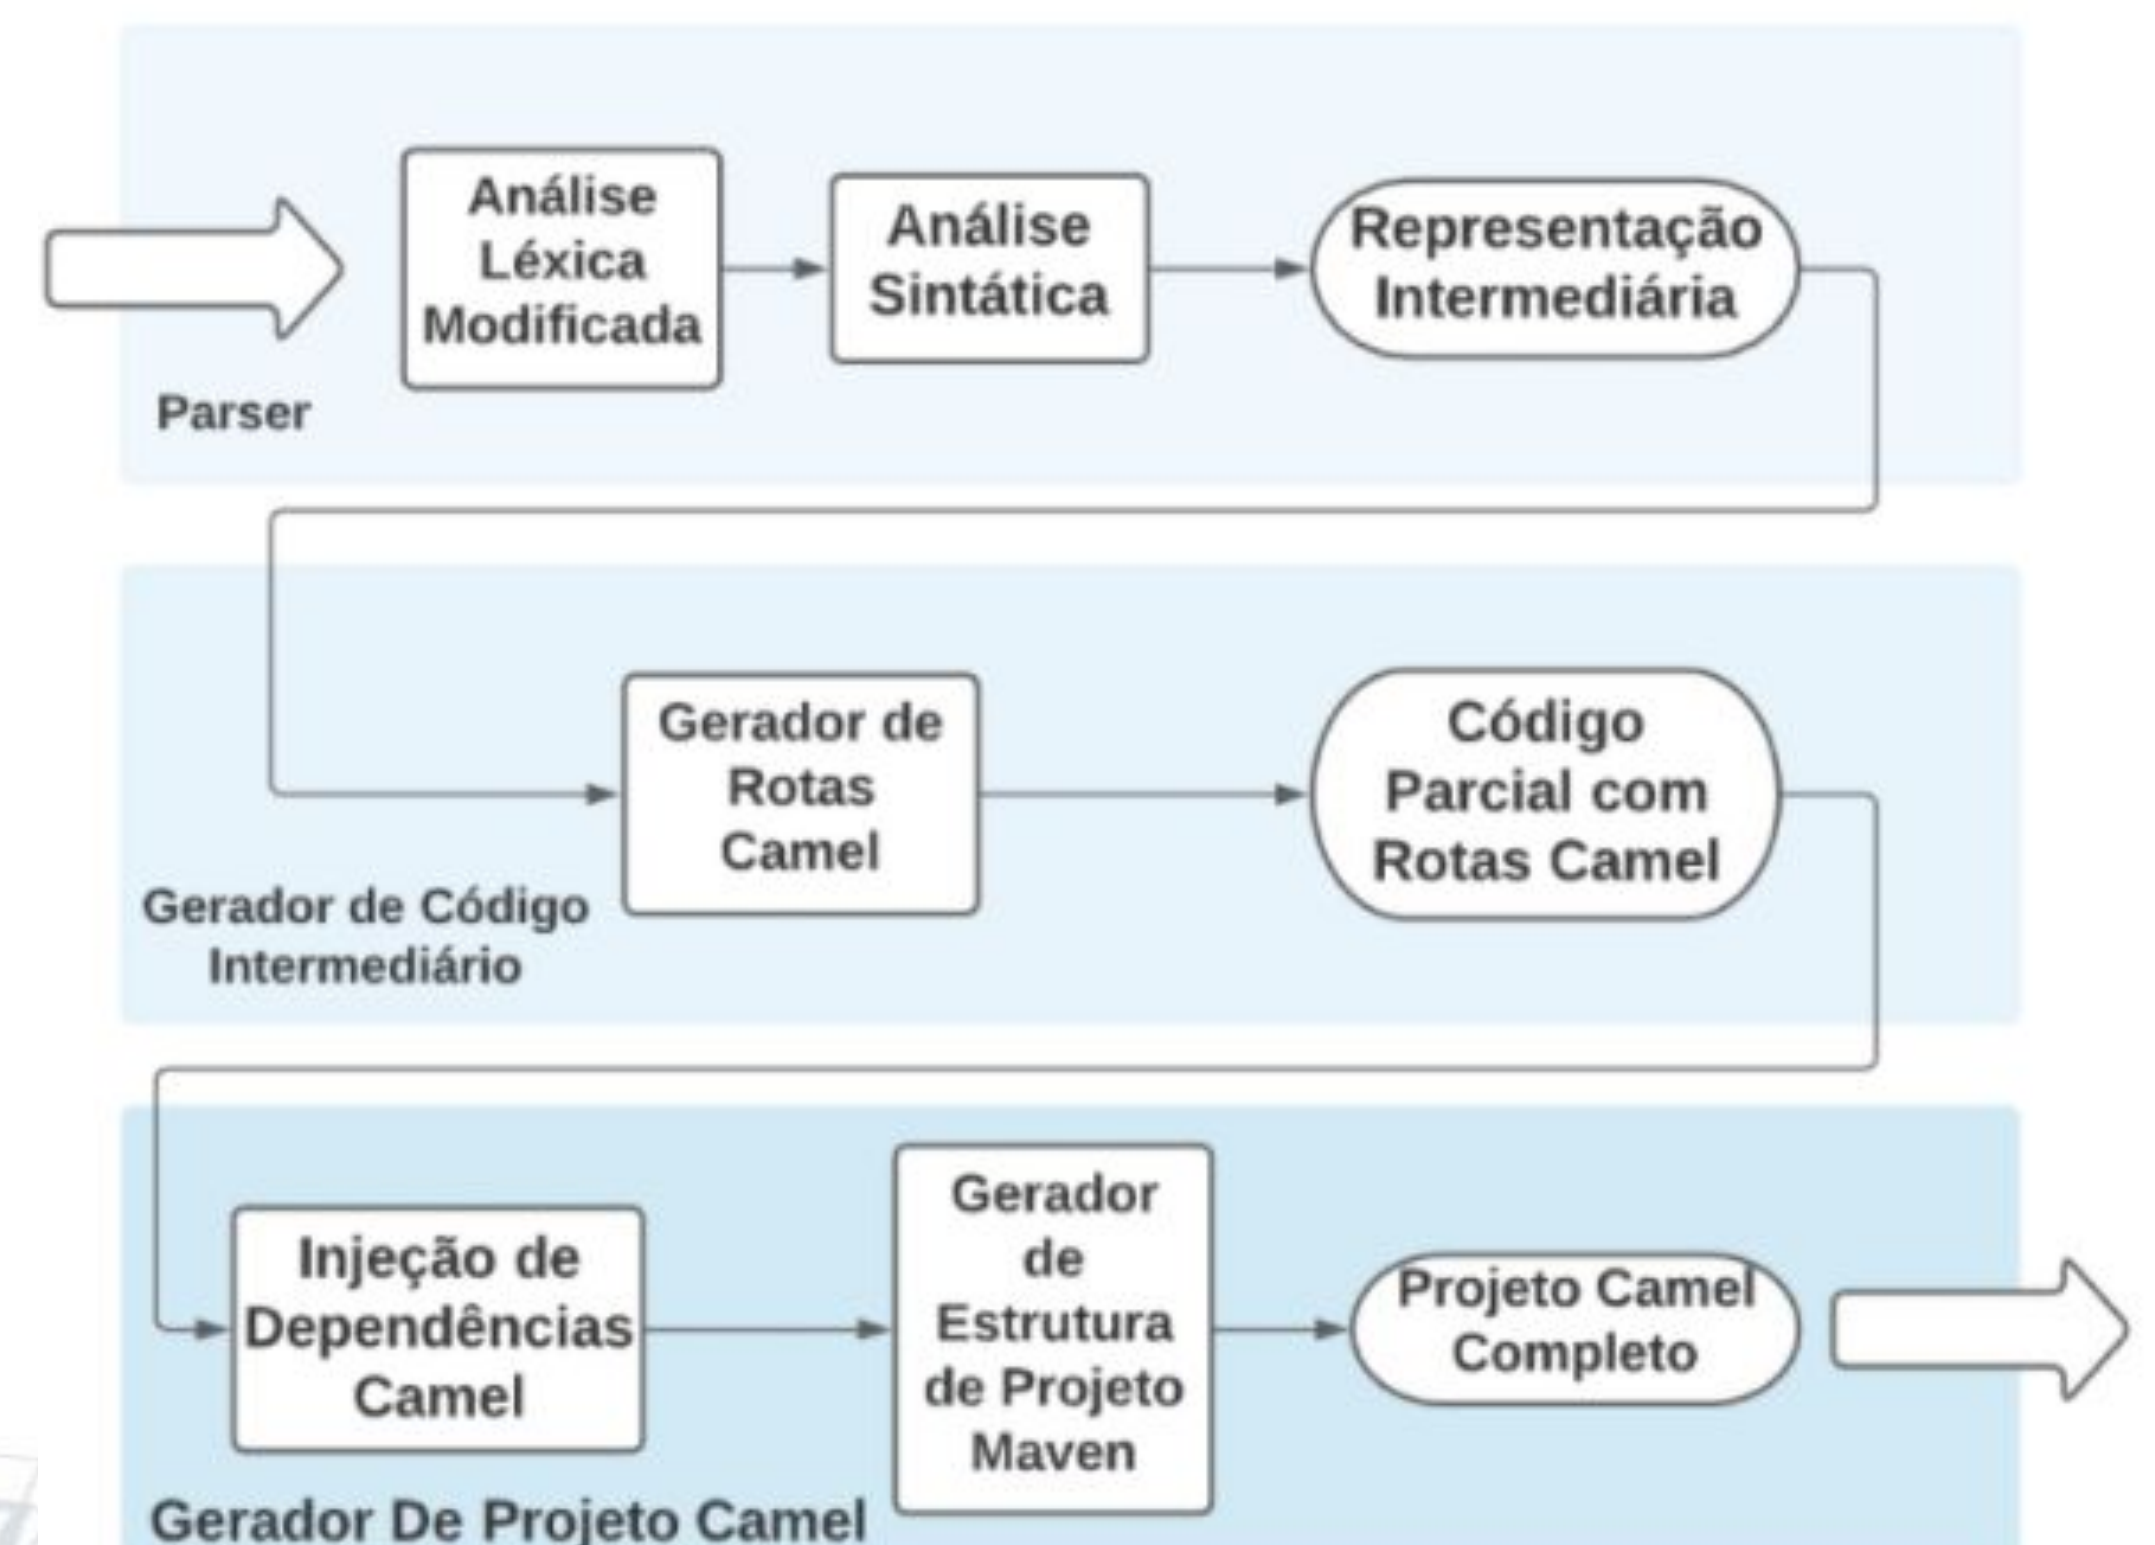 Análise
Léxica
Modificada
Análise
Sintática
Representação
Intermediária
Parser
Gerador de
Rotas
Camel
Código
Parcial com
Rotas Camel
Gerador de Código
Intermediário
Injeção de
Dependências
Camel
Gerador
de
Estrutura
de Projeto
Maven
Projeto Camel
Completo
Gerador De Projeto Camel